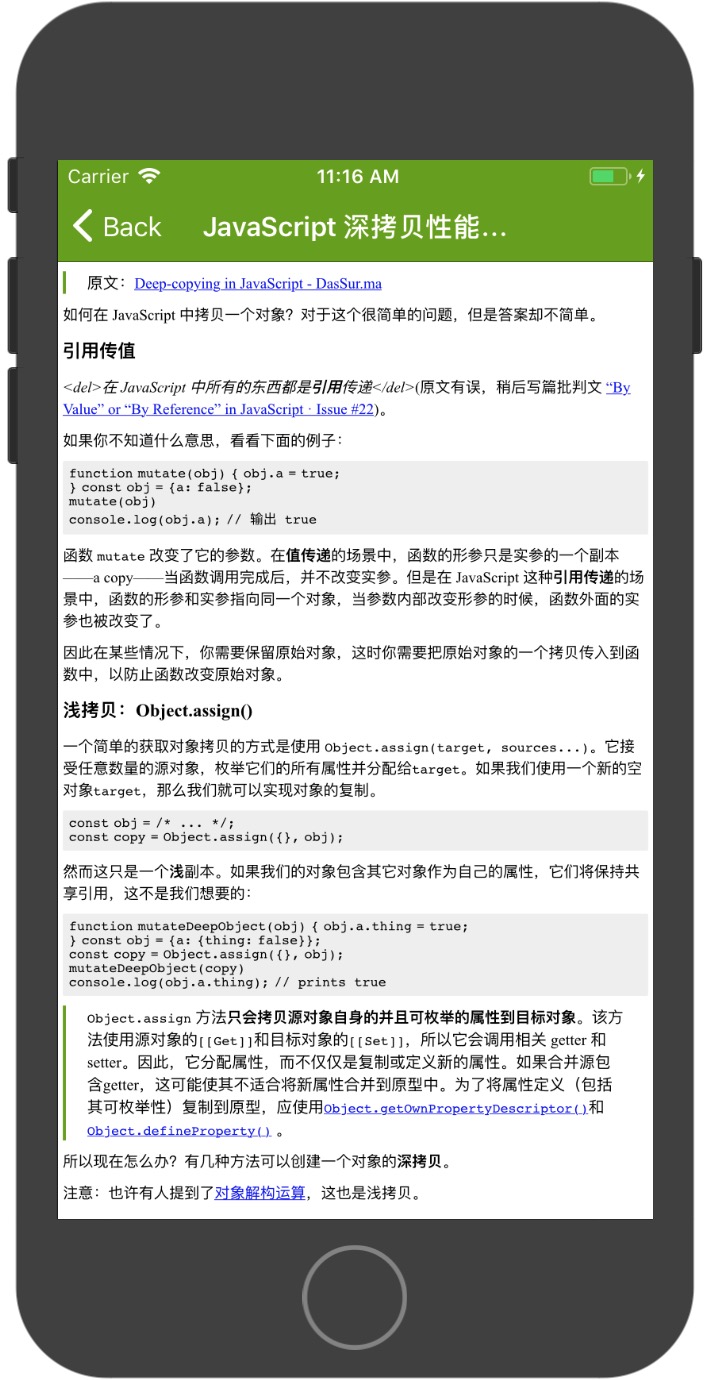 Carrier 11:16 AM
Back JavaScript 深拷贝性能...
原文：Deep-copying in JavaScript - DasSur.ma
如何在 JavaScript 中拷贝一个对象？对于这个很简单的问题，但是答案却不简单。
引用传值
<del>在 JavaScript 中所有的东西都是引用传递</del>(原文有误，稍后写篇批判文 “By
Value” or “By Reference” in JavaScript · Issue #22)。
如果你不知道什么意思，看看下面的例子：
function mutate(obj) { obj.a = true;
} const obj = {a: false};
mutate(obj)
console.log(obj.a); // 输出 true
函数 mutate 改变了它的参数。在值传递的场景中，函数的形参只是实参的一个副本
——a copy——当函数调用完成后，并不改变实参。但是在 JavaScript 这种引用传递的场
景中，函数的形参和实参指向同一个对象，当参数内部改变形参的时候，函数外面的实
参也被改变了。
因此在某些情况下，你需要保留原始对象，这时你需要把原始对象的一个拷贝传入到函
数中，以防止函数改变原始对象。
浅拷贝：Object.assign()
一个简单的获取对象拷贝的方式是使用 Object.assign(target, sources...)。它接
受任意数量的源对象，枚举它们的所有属性并分配给target。如果我们使用一个新的空
对象target，那么我们就可以实现对象的复制。
const obj = /* ... */;
const copy = Object.assign({}, obj);
然而这只是一个浅副本。如果我们的对象包含其它对象作为自己的属性，它们将保持共
享引用，这不是我们想要的：
function mutateDeepObject(obj) { obj.a.thing = true;
} const obj = {a: {thing: false}};
const copy = Object.assign({}, obj);
mutateDeepObject(copy)
console.log(obj.a.thing); // prints true
Object.assign 方法只会拷贝源对象自身的并且可枚举的属性到目标对象。该方
法使用源对象的[[Get]]和目标对象的[[Set]]，所以它会调用相关 getter 和
setter。因此，它分配属性，而不仅仅是复制或定义新的属性。如果合并源包
含getter，这可能使其不适合将新属性合并到原型中。为了将属性定义（包括
其可枚举性）复制到原型，应使用Object.getOwnPropertyDescriptor()和
Object.defineProperty() 。
所以现在怎么办？有几种方法可以创建一个对象的深拷贝。
注意：也许有人提到了对象解构运算，这也是浅拷贝。